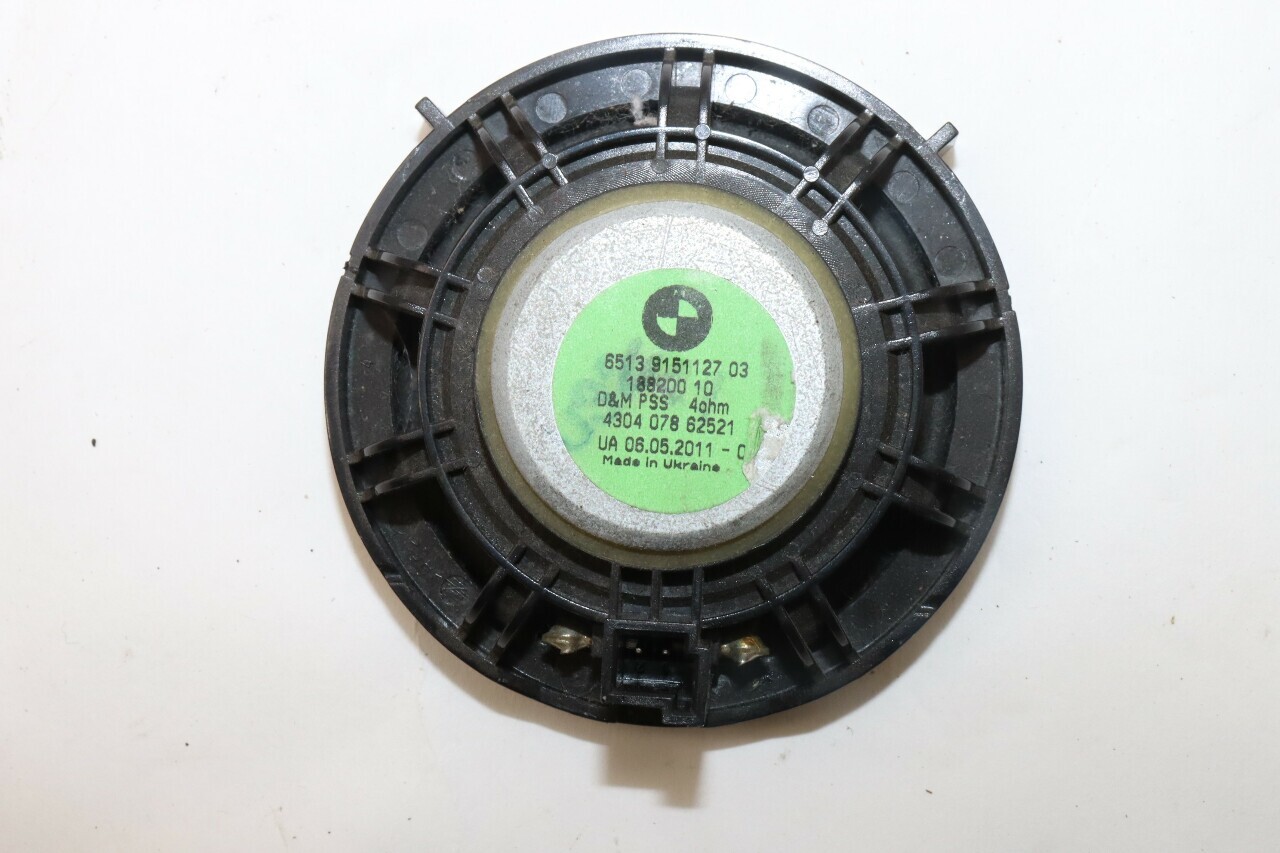 6513 9151127 03
188200 10
D&M PSS 4ohm
4304 078 62521
UA 06.05.2011 -
Made in Ukraine